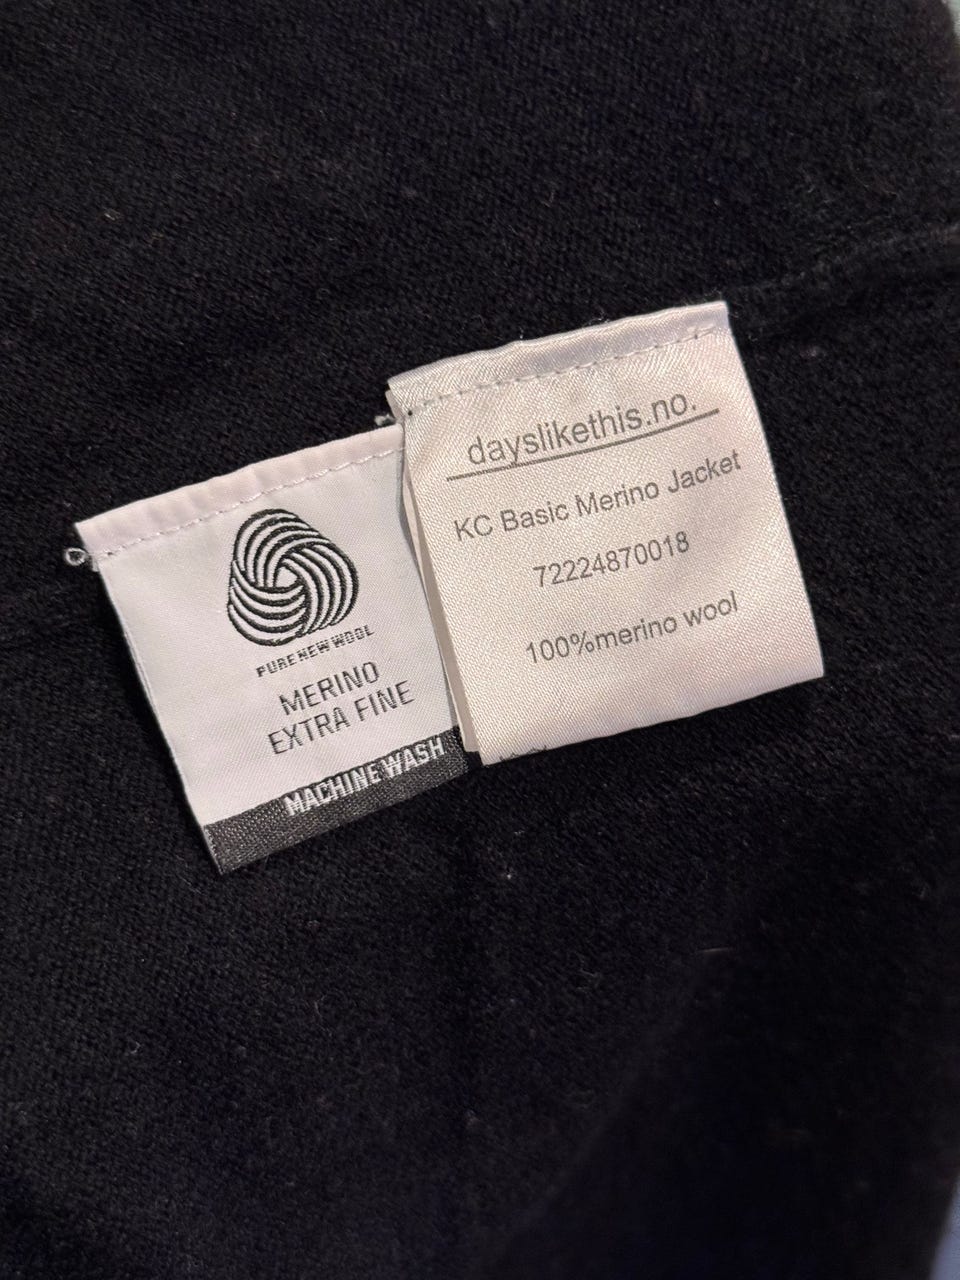 PURE NEW WOOL
MERINO
EXTRA FINE
MACHINE WASH
dayslikethis.no.
KC Basic Merino Jacket
72224870018
100%merino wool